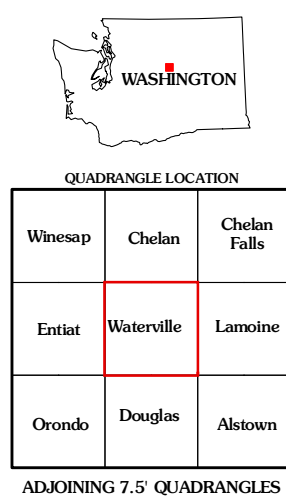 WASHINGTON
QUADRANGLE LOCATION
Winesap
Chelan
Chelan
Falls
Entiat
Waterville
Lamoine
Orondo
Douglas
Alstown
ADJOINING 7.5' QUADRANGLES